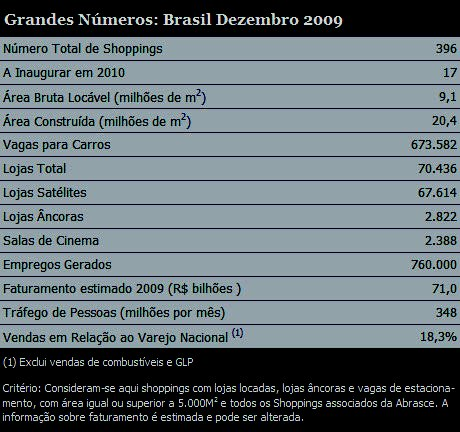 Grandes Números: Brasil Dezembro 2009
Número Total de Shoppings 396
A Inaugurar em 2010 17
Área Bruta Locável (milhões de m²) 9,1
Área Construída (milhões de m²) 20,4
Vagas para Carros 673.582
Lojas Total 70.436
Lojas Satélites 67.614
Lojas Âncoras 2.822
Salas de Cinema 2.388
Empregos Gerados 760.000
Faturamento estimado 2009 (R$ bilhões ) 71,0
Tráfego de Pessoas (milhões por mês) 348
Vendas em Relação ao Varejo Nacional (1) 18,3%
(1) Exclui vendas de combustíveis e GLP
Critério: Consideram-se aqui shoppings com lojas locadas, lojas âncoras e vagas de estaciona-
mento, com área igual ou superior a 5.000M² e todos os Shoppings associados da Abrasce. A
informação sobre faturamento é estimada e pode ser alterada.